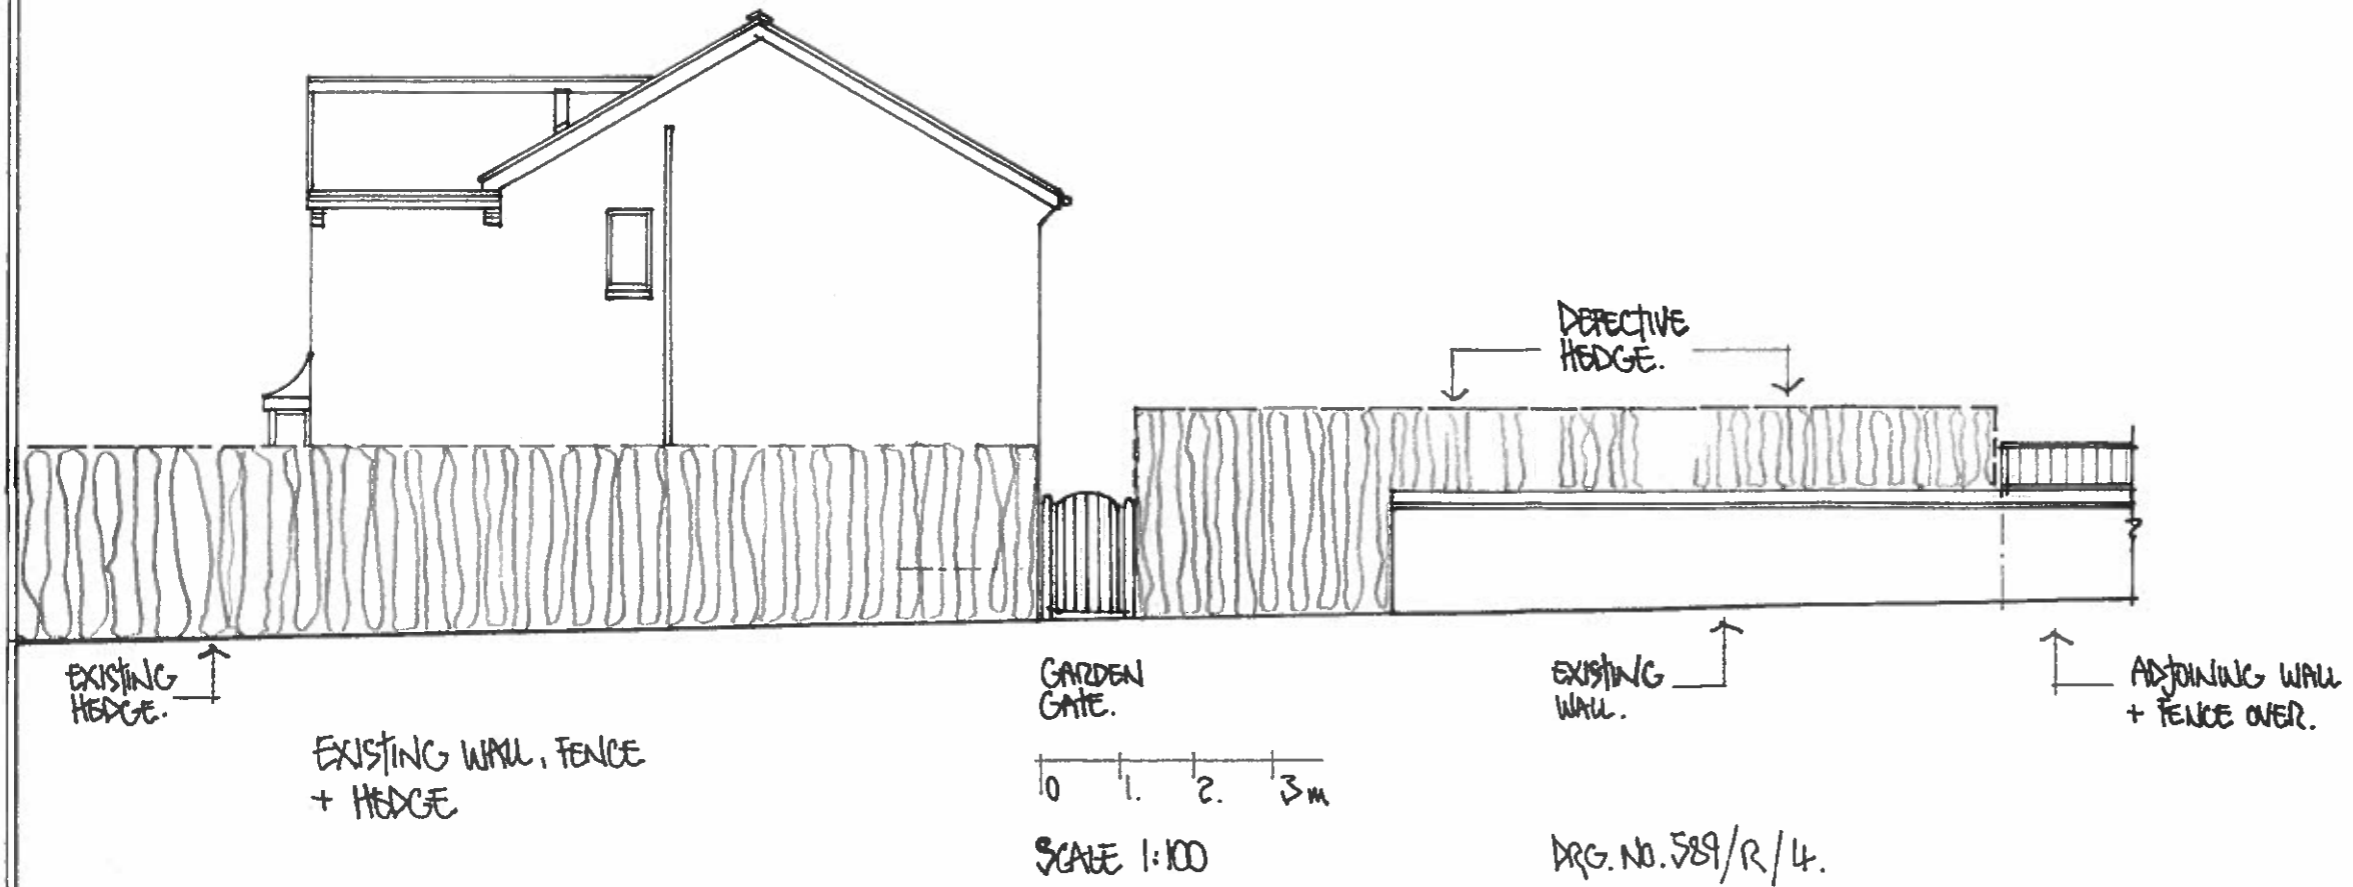 DEFECTIVE
HEDGE.
EXISTING
HEDGE.
GARDEN
GATE.
EXISTING
WALL.
ADJOINING WALL
+ FENCE OVER.
EXISTING WALL, FENCE
+ HEDGE
0 1. 2. 3m
SCALE 1:100
DRG. NO. 589/R/4.